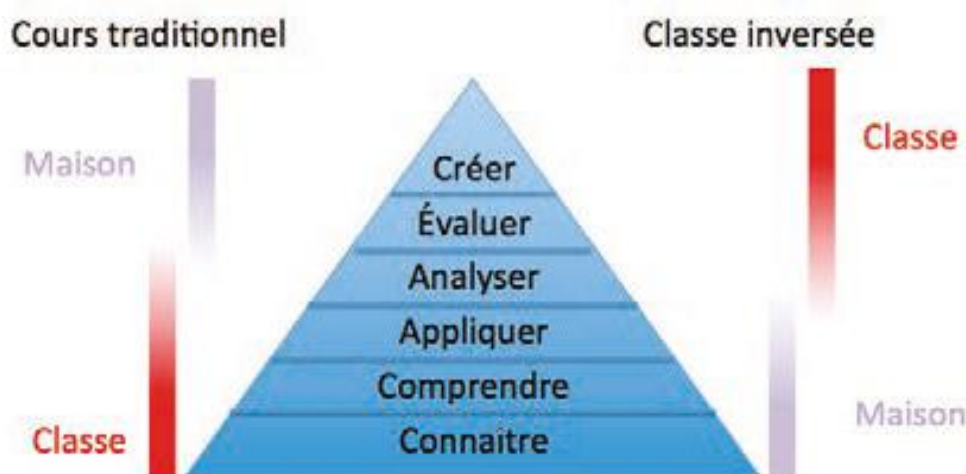 Cours traditionnel
Classe inversée
Maison
Classe
Créer
Évaluer
Analyser
Appliquer
Comprendre
Connaitre
Classe
Maison